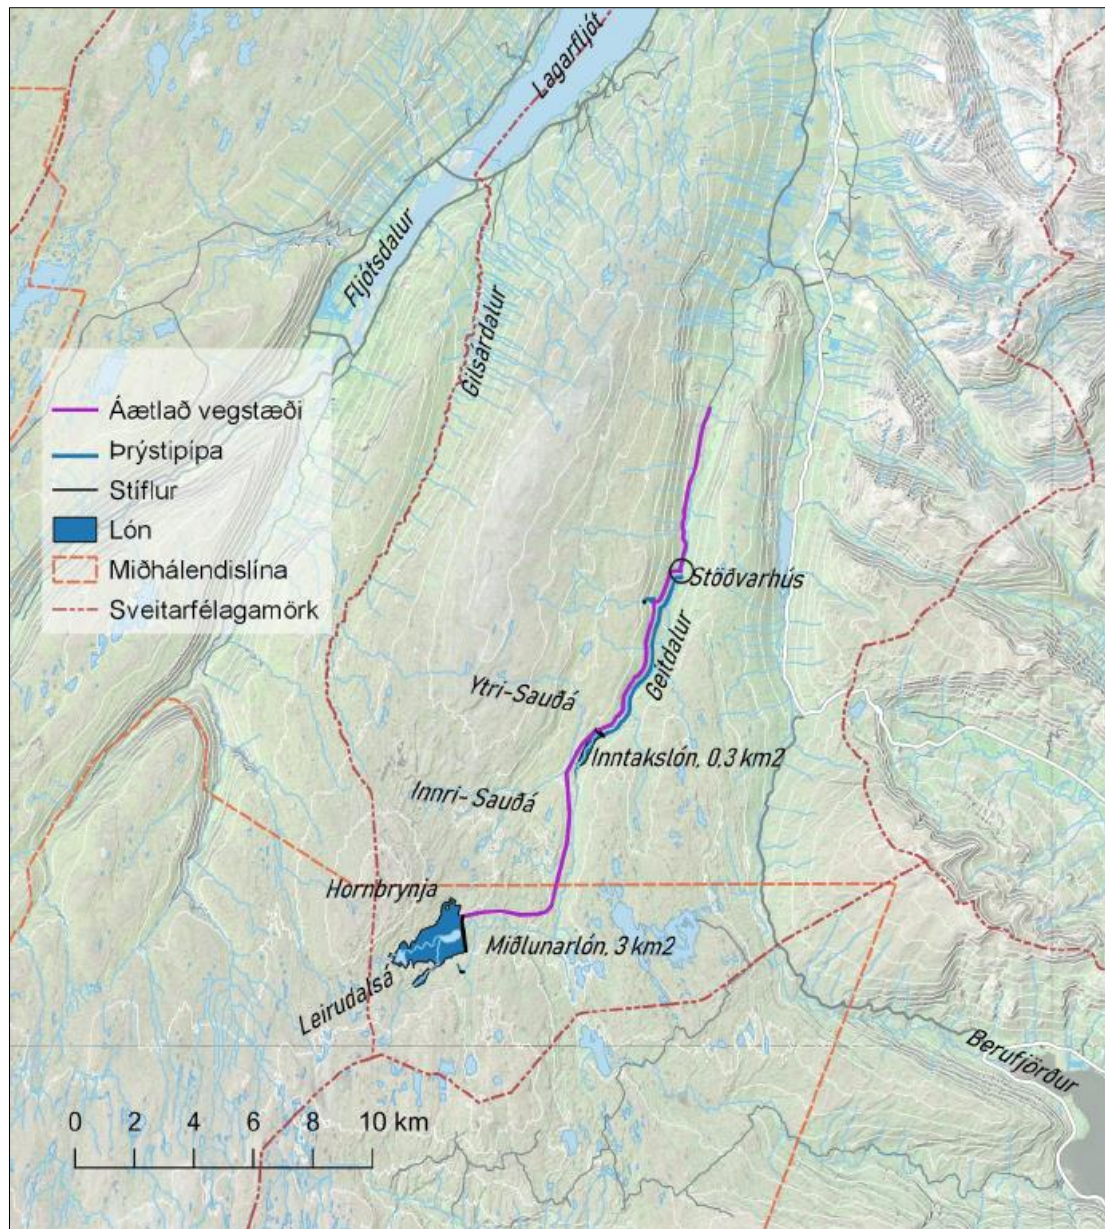 Lagarfljót
Fljótsdalur
Gilsárdalur
Áætlað vegstæði
Þrýstipípa
Stíflur
Lón
Miðhálendislína
Sveitarfélagamörk
Stöðvarhús
Geitdalur
Ytri-Sauðá
Inntakslón, 0,3 km2
Innri-Sauðá
Hornbrynja
Miðlunarlón, 3 km2
Leirudalsá
Berufjörður
0 2 4 6 8 10 km